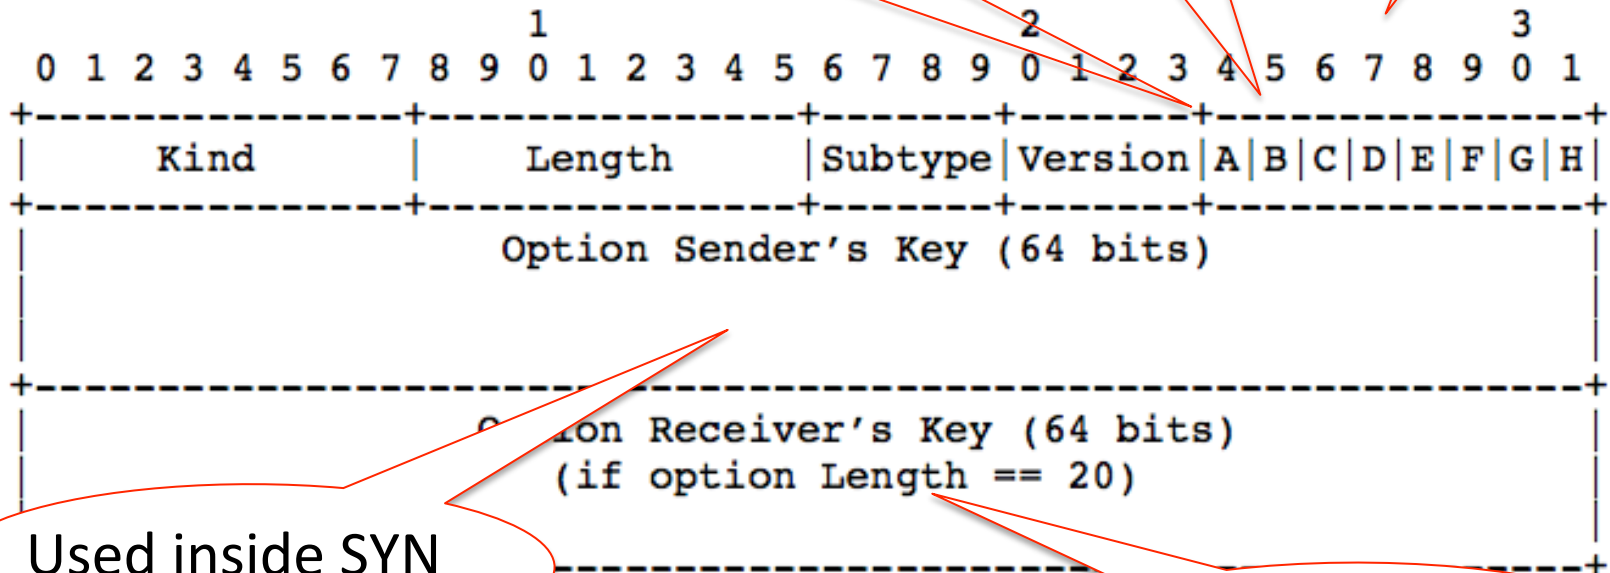 1 2 3
0 1 2 3 4 5 6 7 8 9 0 1 2 3 4 5 6 7 8 9 0 1 2 3 4 5 6 7 8 9 0 1
+---------------+---------------+-------+-------+---------------+
| Kind | Length |Subtype|Version|A|B|C|D|E|F|G|H|
+---------------+---------------+-------+-------+---------------+
| Option Sender's Key (64 bits) |
| |
| |
+---------------------------------------------------------------+
| Receiver's Key (64 bits) |
| (if option Length == 20) |
Used inside SYN